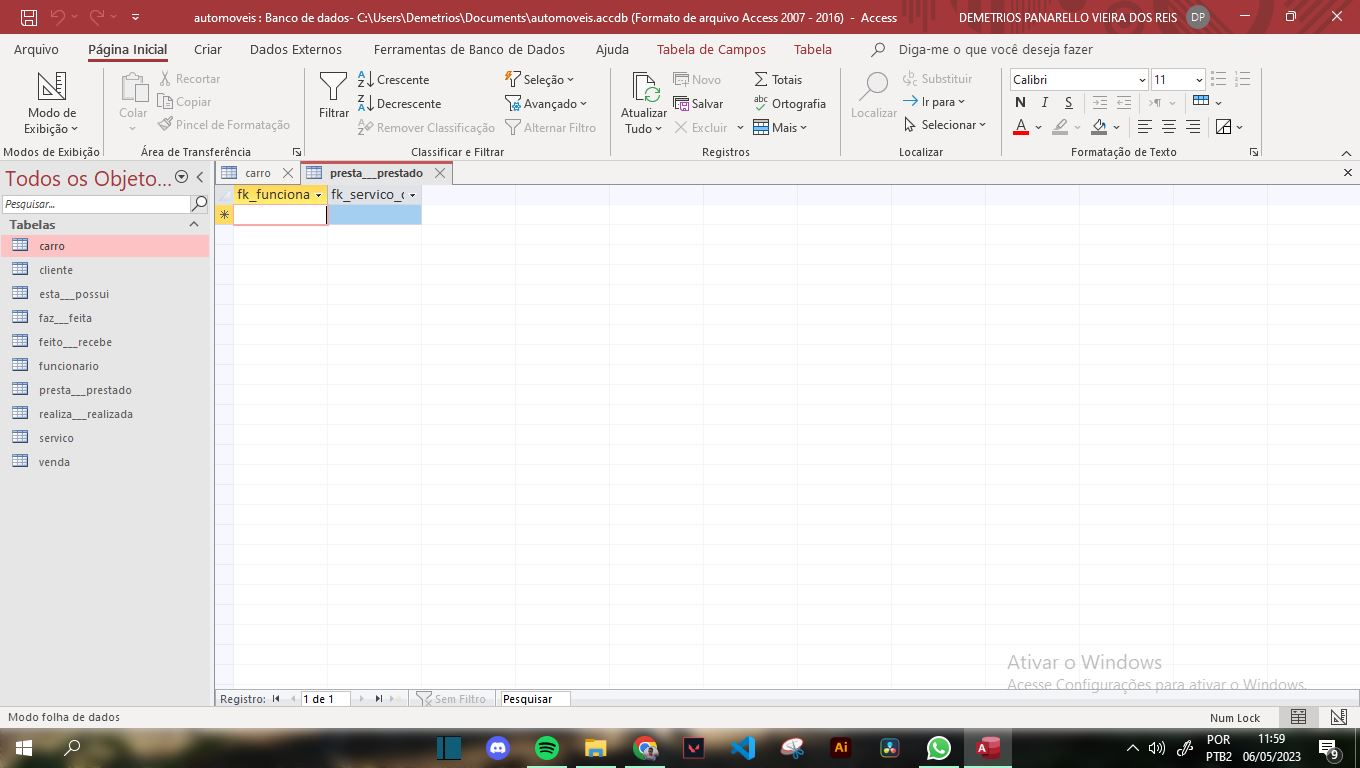 automoveis : Banco de dados- C:\Users\Demetrios\Documents\automoveis.accdb (Formato de arquivo Access 2007 - 2016) - Access
DEMETRIOS PANARELLO VIEIRA DOS REIS DP
Arquivo Página Inicial Criar Dados Externos Ferramentas de Banco de Dados Ajuda Tabela de Campos Tabela Diga-me o que você deseja fazer
Modo de Exibição
Modos de Exibição
Colar
Recortar
Copiar
Pincel de Formatação
Área de Transferência
Filtrar
Crescente
Decrescente
Remover Classificação
Seleção
Avançado
Alternar Filtro
Classificar e Filtrar
Atualizar Tudo
Novo
Salvar
Excluir
Totais
Ortografia
Mais
Registros
Localizar
Substituir
Ir para
Selecionar
Localizar
Calibri 11
N I S
Formatação de Texto
Todos os Objeto...
Pesquisar...
Tabelas
carro
cliente
esta___possui
faz___feita
feito___recebe
funcionario
presta___prestado
realiza___realizada
servico
venda
carro presta___prestado
fk_funciona fk_servico_c
Ativar o Windows
Acesse Configurações para ativar o Windows.
Registro: 1 de 1 Sem Filtro Pesquisar
Modo folha de dados Num Lock
Ai A
POR
PTB2
11:59
06/05/2023
9